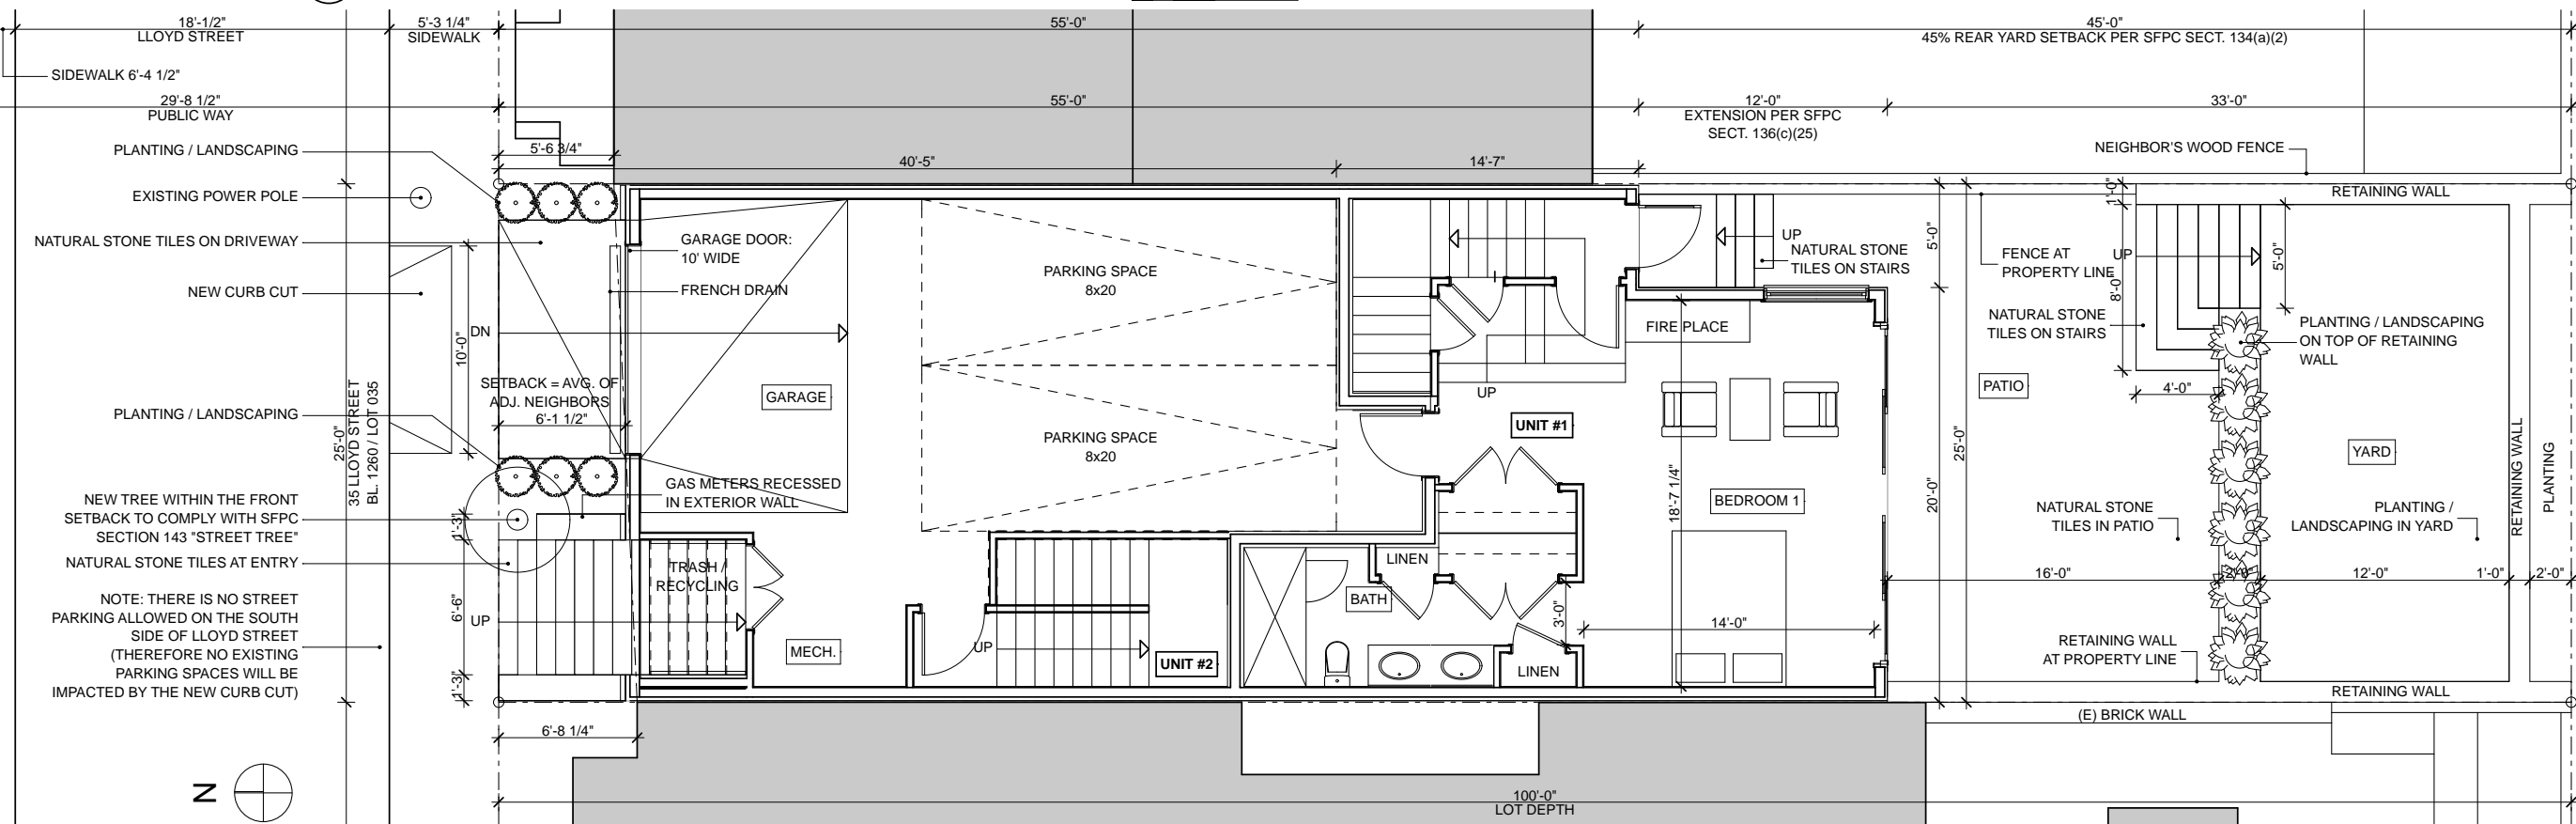 18'-1/2"
LLOYD STREET
5'-3 1/4"
SIDEWALK
55'-0"
45'-0"
45% REAR YARD SETBACK PER SFPC SECT. 134(a)(2)
SIDEWALK 6'-4 1/2"
29'-8 1/2"
PUBLIC WAY
55'-0"
12'-0"
EXTENSION PER SFPC
SECT. 136(c)(25)
33'-0"
PLANTING / LANDSCAPING
5'-6 3/4"
40'-5"
14'-7"
NEIGHBOR'S WOOD FENCE
EXISTING POWER POLE
1'-0"
RETAINING WALL
NATURAL STONE TILES ON DRIVEWAY
GARAGE DOOR:
10' WIDE
PARKING SPACE
8x20
UP
NATURAL STONE
TILES ON STAIRS
5'-0"
FENCE AT
PROPERTY LINE
UP
5'-0"
8'-0"
NEW CURB CUT
FRENCH DRAIN
DN
10'-0"
FIRE PLACE
NATURAL STONE
TILES ON STAIRS
PLANTING / LANDSCAPING
ON TOP OF RETAINING
WALL
SETBACK = AVG. OF
ADJ. NEIGHBORS
6'-1 1/2"
GARAGE
UP
PATIO
4'-0"
PLANTING / LANDSCAPING
25'-0"
35 LLOYD STREET
BL. 1260 / LOT 035
PARKING SPACE
8x20
UNIT #1
25'-0"
YARD
RETAINING WALL
PLANTING
GAS METERS RECESSED
IN EXTERIOR WALL
18'-7 1/4"
BEDROOM 1
20'-0"
NEW TREE WITHIN THE FRONT
SETBACK TO COMPLY WITH SFPC
SECTION 143 "STREET TREE"
1'-3"
NATURAL STONE
TILES IN PATIO
PLANTING /
LANDSCAPING IN YARD
NATURAL STONE TILES AT ENTRY
TRASH /
RECYCLING
LINEN
16'-0"
2'-0"
12'-0"
1'-0"
2'-0"
NOTE: THERE IS NO STREET
PARKING ALLOWED ON THE SOUTH
SIDE OF LLOYD STREET
(THEREFORE NO EXISTING
PARKING SPACES WILL BE
IMPACTED BY THE NEW CURB CUT)
6'-6"
UP
BATH
3'-0"
14'-0"
MECH.
UP
UNIT #2
LINEN
RETAINING WALL
AT PROPERTY LINE
1'-3"
RETAINING WALL
6'-8 1/4"
(E) BRICK WALL
N
100'-0"
LOT DEPTH